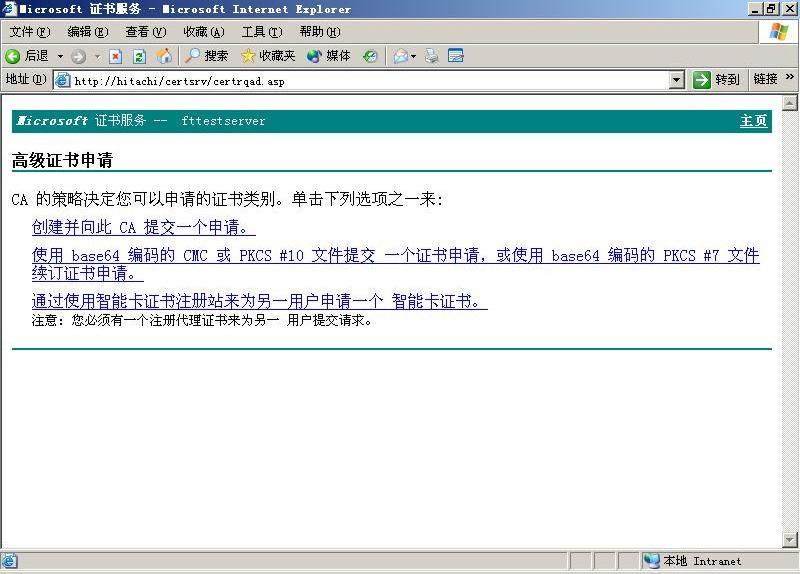 Microsoft 证书服务 - Microsoft Internet Explorer
文件(F) 编辑(E) 查看(V) 收藏(A) 工具(T) 帮助(H)
后退 搜索 收藏夹 媒体
地址(D) http://hitachi/certsrv/certrqad.asp 转到 链接 »
Microsoft 证书服务 -- fttestserver 主页
高级证书申请
CA 的策略决定您可以申请的证书类别。单击下列选项之一来:
创建并向此 CA 提交一个申请。
使用 base64 编码的 CMC 或 PKCS #10 文件提交 一个证书申请，或使用 base64 编码的 PKCS #7 文件
续订证书申请。
通过使用智能卡证书注册站来为另一用户申请一个 智能卡证书。
注意: 您必须有一个注册代理证书来为另一 用户提交请求。
本地 Intranet